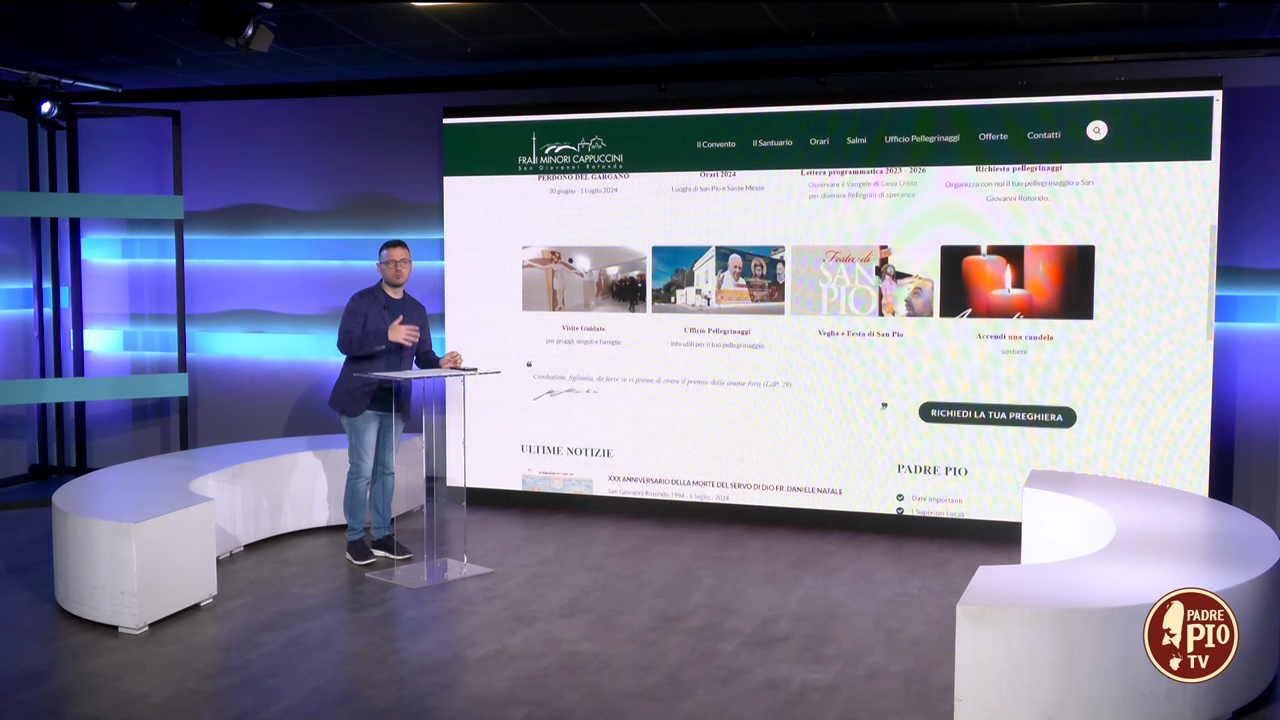 FRATI MINORI CAPPUCCINI
San Giovanni Rotondo
Il Convento
Il Santuario
Orari
Salmi
Ufficio Pellegrinaggi
Offerte
Contatti
PERDONO DEL GARGANO
30 giugno - 1 Luglio 2024
Orari 2024
Luoghi di San Pio e Sante Messe
Lettera programmatica 2023 - 2026
Osservare il Vangelo di Gesù Cristo
per divenire Pellegrini di speranza
Richiesta pellegrinaggi
Organizza con noi il tuo pellegrinaggio a San
Giovanni Rotondo.
Festa di
SAN
PIO
Visite Guidate
per gruppi, singoli e famiglie
Ufficio Pellegrinaggi
info utili per il tuo pellegrinaggio
Veglia e Festa di San Pio
Accendi una candela
sostieni
❝ Combattete, figliuola, da forte se vi preme di avere il premio delle anime forti (LdP, 29)
❞
RICHIEDI LA TUA PREGHIERA
ULTIME NOTIZIE
XXX ANNIVERSARIO DELLA MORTE DEL SERVO DI DIO FR. DANIELE NATALE
San Giovanni Rotondo 1994 - 6 luglio - 2024
PADRE PIO
Date Importanti
I Superiori Locali
PADRE
PIO
TV